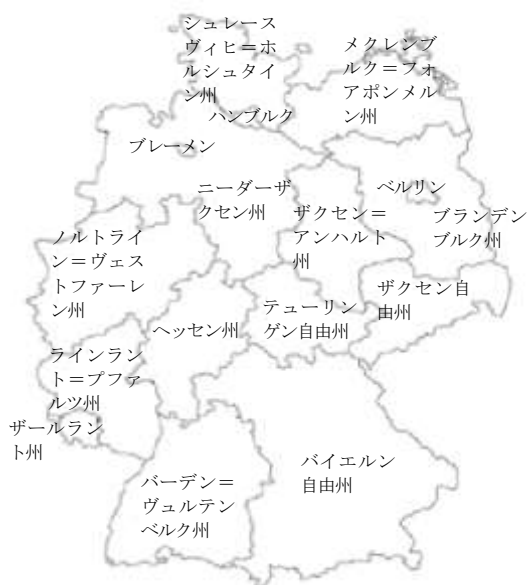 シュレース
ヴィヒ＝ホ
ルシュタイ
ン州
メクレンブ
ルク＝フォ
アポンメル
ン州
ハンブルク
ブレーメン
ニーダーザ
クセン州
ザクセン＝
アンハルト
州
ベルリン
ブランデン
ブルク州
ノルトライ
ン＝ヴェス
トファーレ
ン州
ヘッセン州
テューリン
ゲン自由州
ザクセン自
由州
ラインラン
ト＝プファ
ルツ州
ザールラン
ト州
バーデン＝
ヴュルテン
ベルク州
バイエルン
自由州